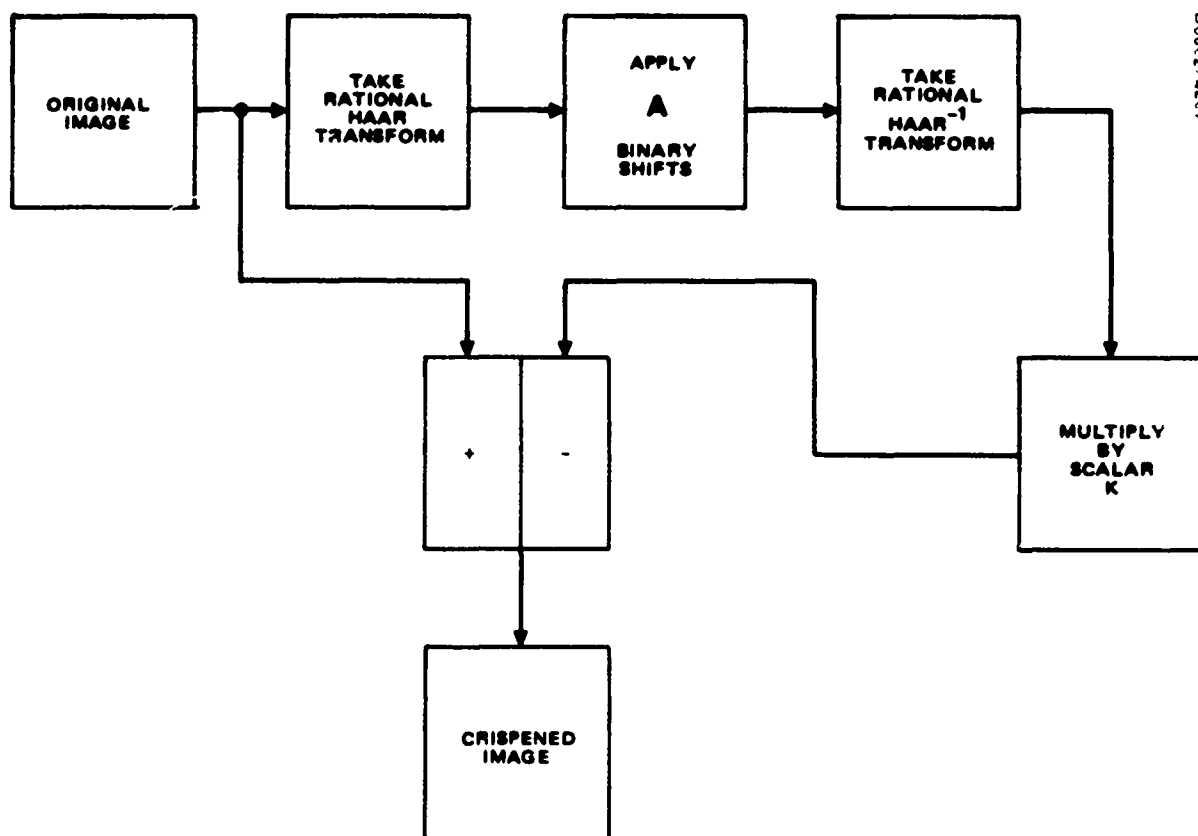 ORIGINAL
IMAGE
TAKE
RATIONAL
HAAR
TRANSFORM
APPLY
A
BINARY
SHIFTS
TAKE
RATIONAL
HAAR⁻¹
TRANSFORM
+
-
MULTIPLY
BY
SCALAR
K
CRISPENED
IMAGE